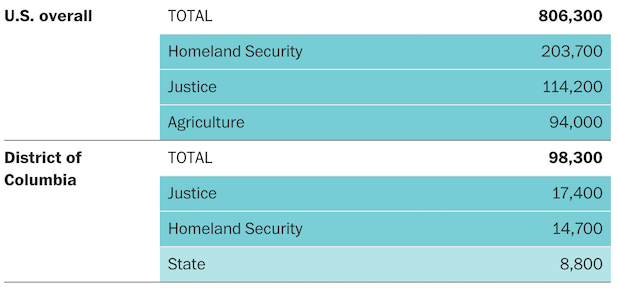 U.S. overall TOTAL 806,300
Homeland Security 203,700
Justice 114,200
Agriculture 94,000
District of Columbia TOTAL 98,300
Justice 17,400
Homeland Security 14,700
State 8,800